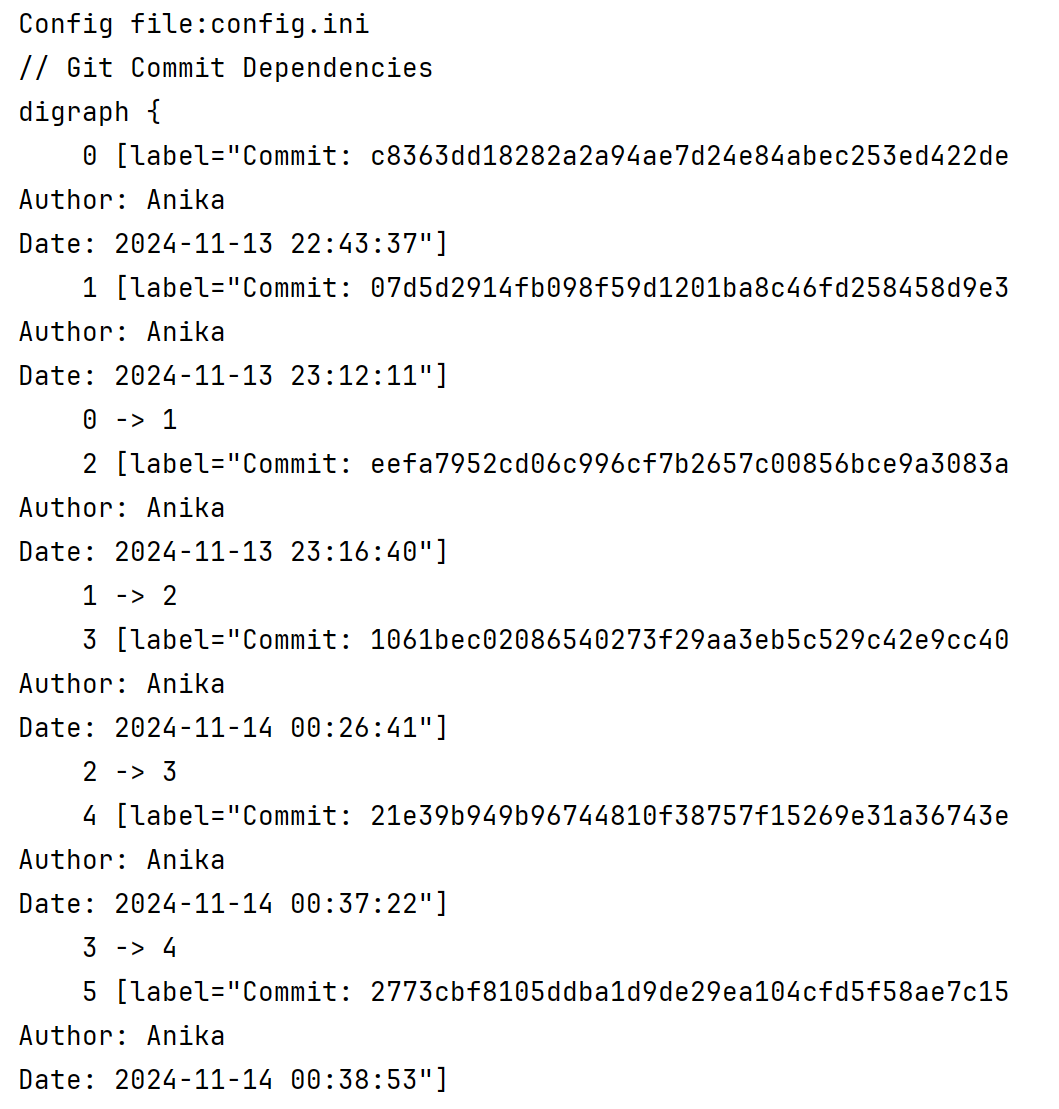 Config file:config.ini
// Git Commit Dependencies
digraph {
    0 [label="Commit: c8363dd18282a2a94ae7d24e84abec253ed422de
Author: Anika
Date: 2024-11-13 22:43:37"]
    1 [label="Commit: 07d5d2914fb098f59d1201ba8c46fd258458d9e3
Author: Anika
Date: 2024-11-13 23:12:11"]
    0 -> 1
    2 [label="Commit: eefa7952cd06c996cf7b2657c00856bce9a3083a
Author: Anika
Date: 2024-11-13 23:16:40"]
    1 -> 2
    3 [label="Commit: 1061bec02086540273f29aa3eb5c529c42e9cc40
Author: Anika
Date: 2024-11-14 00:26:41"]
    2 -> 3
    4 [label="Commit: 21e39b949b96744810f38757f15269e31a36743e
Author: Anika
Date: 2024-11-14 00:37:22"]
    3 -> 4
    5 [label="Commit: 2773cbf8105ddba1d9de29ea104cfd5f58ae7c15
Author: Anika
Date: 2024-11-14 00:38:53"]